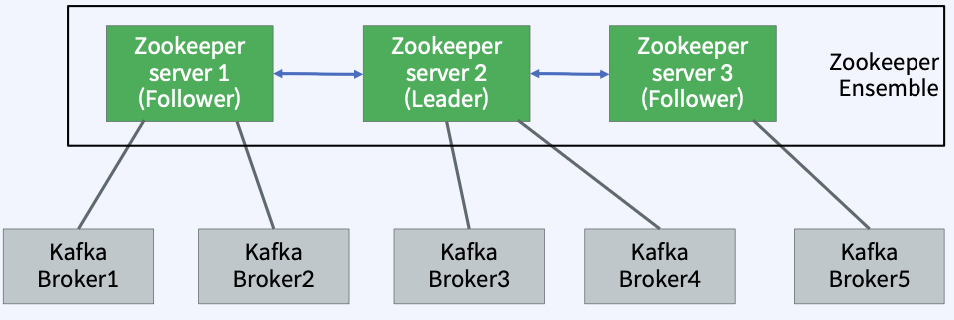 Zookeeper
server 1
(Follower)
Zookeeper
server 2
(Leader)
Zookeeper
server 3
(Follower)
Zookeeper
Ensemble
Kafka
Broker1
Kafka
Broker2
Kafka
Broker3
Kafka
Broker4
Kafka
Broker5